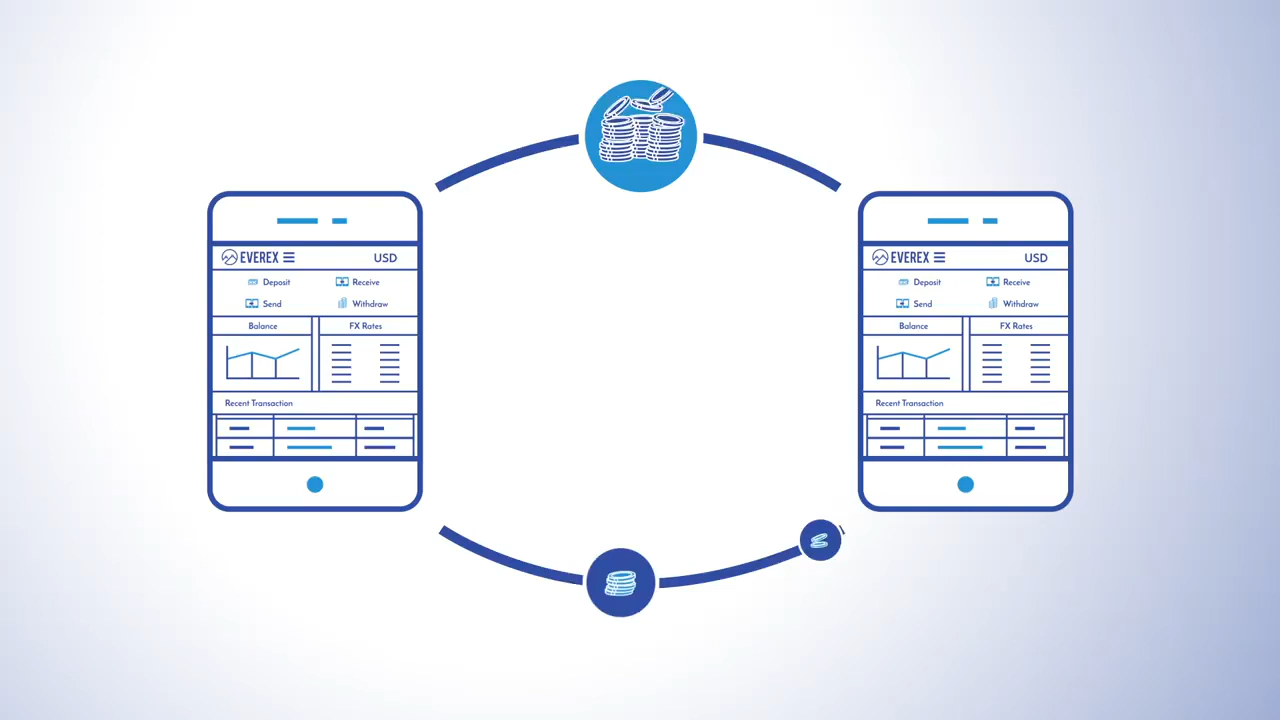 EVEREX USD
Deposit Receive
Send Withdraw
Balance FX Rates
Recent Transaction
EVEREX USD
Deposit Receive
Send Withdraw
Balance FX Rates
Recent Transaction